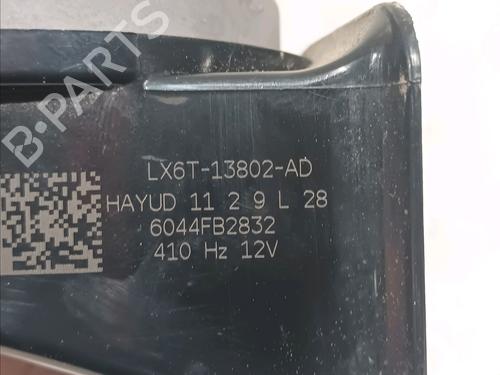 B-PARTS
LX6T-13802-AD
HAYUD 11 2 9 L 28
6044FB2832
410 Hz 12V